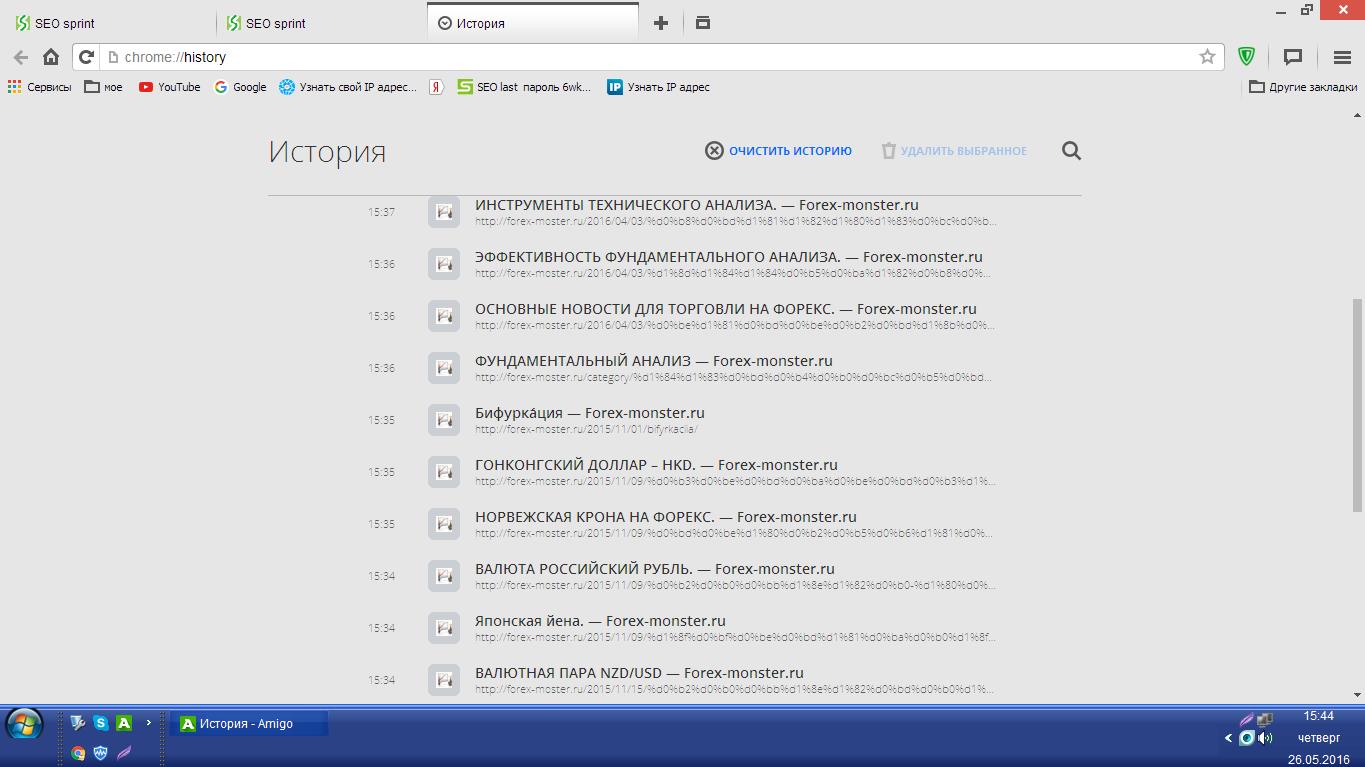 SEO sprint
SEO sprint
История
chrome://history
Сервисы
мое
YouTube
Google
Узнать свой IP адрес...
Я
SEO last пароль 6wk...
IP
Узнать IP адрес
Другие закладки
История
ОЧИСТИТЬ ИСТОРИЮ
УДАЛИТЬ ВЫБРАННОЕ
15:37
ИНСТРУМЕНТЫ ТЕХНИЧЕСКОГО АНАЛИЗА. — Forex-monster.ru
http://forex-moster.ru/2016/04/03/%d0%b8%d0%bd%d1%81%d1%82%d1%80%d1%83%d0%bc%d0%b...
15:36
ЭФФЕКТИВНОСТЬ ФУНДАМЕНТАЛЬНОГО АНАЛИЗА. — Forex-monster.ru
http://forex-moster.ru/2016/04/03/%d1%8d%d1%84%d1%84%d0%b5%d0%ba%d1%82%d0%b8%d0%...
15:36
ОСНОВНЫЕ НОВОСТИ ДЛЯ ТОРГОВЛИ НА ФОРЕКС. — Forex-monster.ru
http://forex-moster.ru/2016/04/03/%d0%be%d1%81%d0%bd%d0%be%d0%b2%d0%bd%d1%8b%d0%...
15:36
ФУНДАМЕНТАЛЬНЫЙ АНАЛИЗ — Forex-monster.ru
http://forex-moster.ru/category/%d1%84%d1%83%d0%bd%d0%b4%d0%b0%d0%bc%d0%b5%d0%bd...
15:35
Бифурка́ция — Forex-monster.ru
http://forex-moster.ru/2015/11/01/bifyrkaciia/
15:35
ГОНКОНГСКИЙ ДОЛЛАР – HKD. — Forex-monster.ru
http://forex-moster.ru/2015/11/09/%d0%b3%d0%be%d0%bd%d0%ba%d0%be%d0%bd%d0%b3%d1%...
15:35
НОРВЕЖСКАЯ КРОНА НА ФОРЕКС. — Forex-monster.ru
http://forex-moster.ru/2015/11/09/%d0%bd%d0%be%d1%80%d0%b2%d0%b5%d0%b6%d1%81%d0%...
15:34
ВАЛЮТА РОССИЙСКИЙ РУБЛЬ. — Forex-monster.ru
http://forex-moster.ru/2015/11/09/%d0%b2%d0%b0%d0%bb%d1%8e%d1%82%d0%b0-%d1%80%d0%...
15:34
Японская йена. — Forex-monster.ru
http://forex-moster.ru/2015/11/09/%d1%8f%d0%bf%d0%be%d0%bd%d1%81%d0%ba%d0%b0%d1%8f...
15:34
ВАЛЮТНАЯ ПАРА NZD/USD — Forex-monster.ru
http://forex-moster.ru/2015/11/15/%d0%b2%d0%b0%d0%bb%d1%8e%d1%82%d0%bd%d0%b0%d1%...
История - Amigo
15:44
четверг
26.05.2016